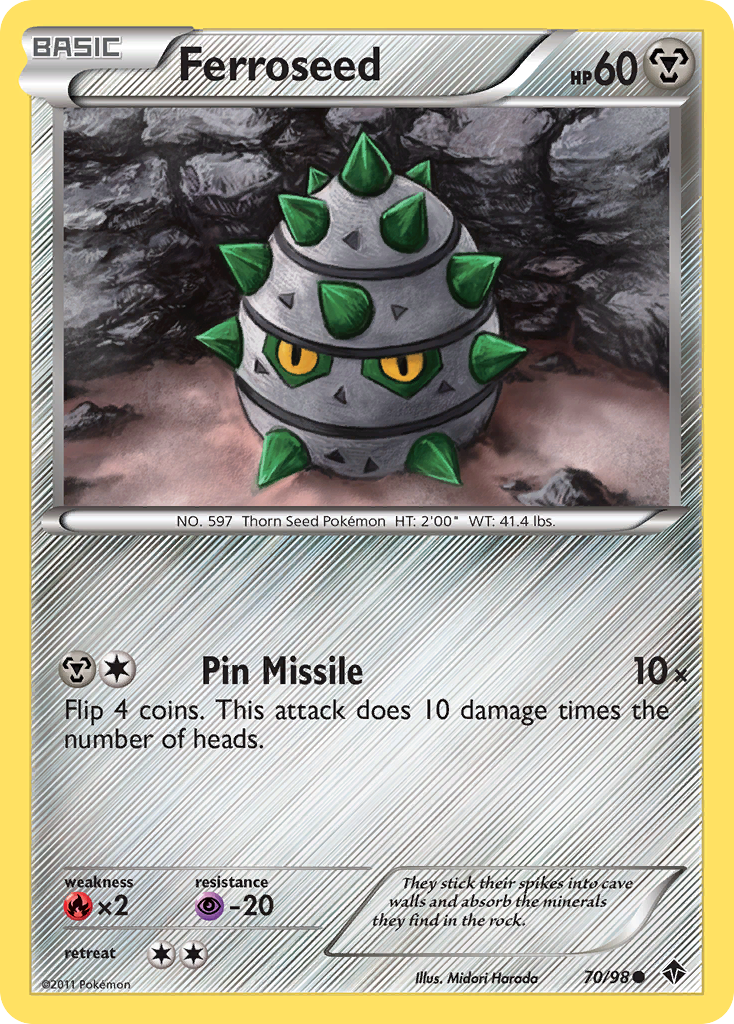 BASIC
Ferroseed
HP60
NO. 597 Thorn Seed Pokémon HT: 2'00" WT: 41.4 lbs.
Pin Missile 10×
Flip 4 coins. This attack does 10 damage times the
number of heads.
weakness
×2
resistance
-20
retreat
They stick their spikes into cave
walls and absorb the minerals
they find in the rock.
©2011 Pokémon
Illus. Midori Harada
70/98